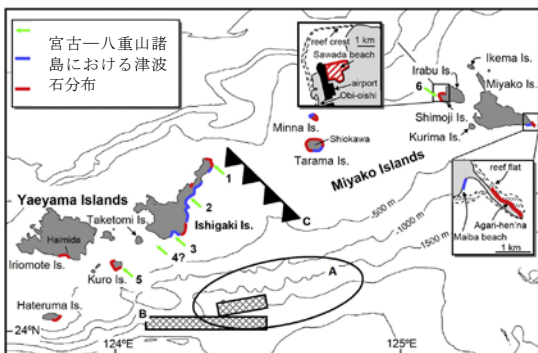 宮古―八重山諸
島における津波
石分布
reef crest
1 km
Sawada beach
airport
Obi-oishi
Irabu Is.
Ikema Is.
Miyako Is.
6
Shimoji Is.
Kurima Is.
Minna Is.
Shiokawa
Tarama Is.
Miyako Islands
reef flat
Agari-hen'na
Maiba beach
1 km
1
2
3
4?
5
C
-500 m
-1000 m
-1500 m
Yaeyama Islands
Taketomi Is.
Ishigaki Is.
Haimida
Iriomote Is.
Kuro Is.
Hateruma Is.
A
B
24°N
124°E
125°E